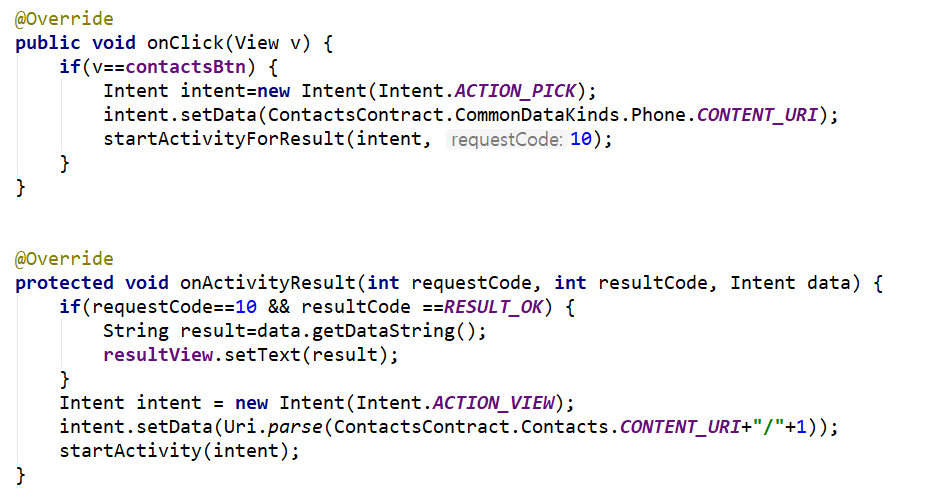 @Override
public void onClick(View v) {
    if(v==contactsBtn) {
        Intent intent=new Intent(Intent.ACTION_PICK);
        intent.setData(ContactsContract.CommonDataKinds.Phone.CONTENT_URI);
        startActivityForResult(intent, requestCode: 10);
    }
}
@Override
protected void onActivityResult(int requestCode, int resultCode, Intent data) {
    if(requestCode==10 && resultCode ==RESULT_OK) {
        String result=data.getDataString();
        resultView.setText(result);
    }
    Intent intent = new Intent(Intent.ACTION_VIEW);
    intent.setData(Uri.parse(ContactsContract.Contacts.CONTENT_URI+"/"+1));
    startActivity(intent);
}